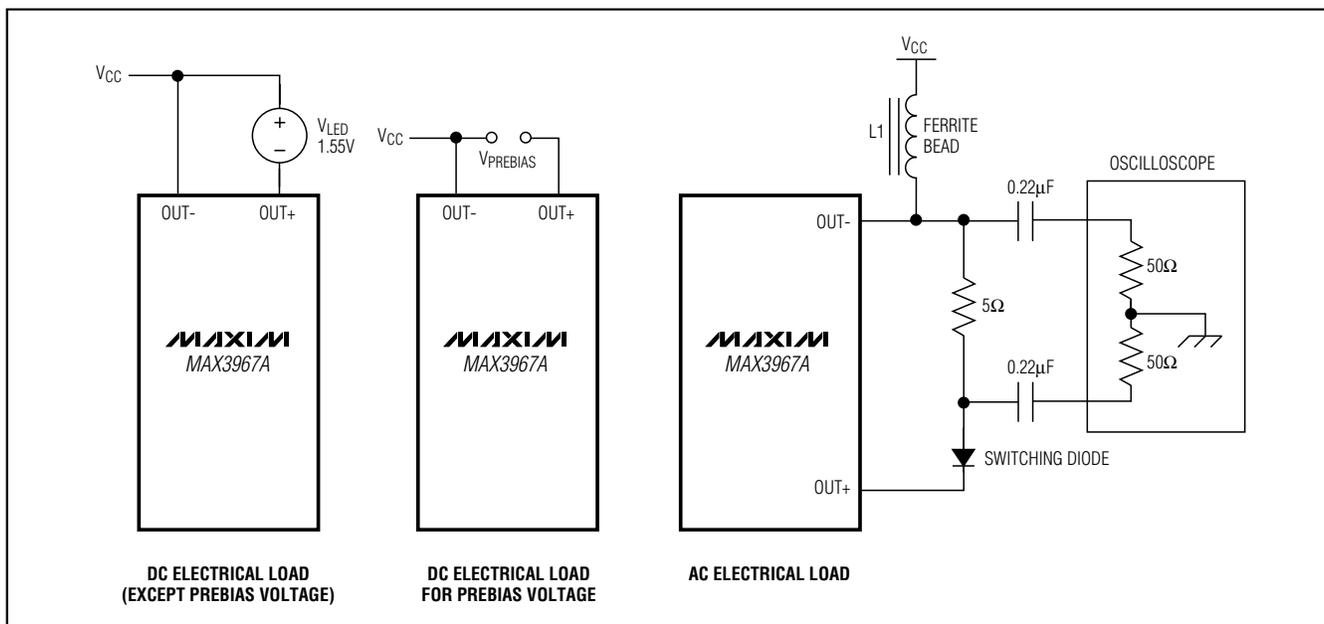 VCC
+
−
VLED
1.55V
OUT-
OUT+
MAXIM
MAX3967A
DC ELECTRICAL LOAD
(EXCEPT PREBIAS VOLTAGE)
VCC
VPREBIAS
OUT-
OUT+
MAXIM
MAX3967A
DC ELECTRICAL LOAD
FOR PREBIAS VOLTAGE
VCC
L1
FERRITE
BEAD
OUT-
MAXIM
MAX3967A
OUT+
5Ω
0.22μF
0.22μF
SWITCHING DIODE
OSCILLOSCOPE
50Ω
50Ω
AC ELECTRICAL LOAD